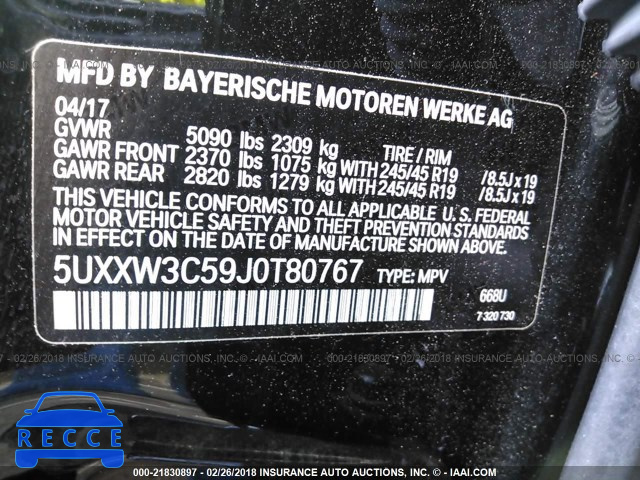 MFD BY BAYERISCHE MOTOREN WERKE AG
04/17
GVWR 5090 lbs 2309 kg TIRE / RIM
GAWR FRONT 2370 lbs 1075 kg WITH 245/45 R19 /8.5J x 19
GAWR REAR 2820 lbs 1279 kg WITH 245/45 R19 /8.5J x 19
THIS VEHICLE CONFORMS TO ALL APPLICABLE U.S. FEDERAL
MOTOR VEHICLE SAFETY AND THEFT PREVENTION STANDARDS
IN EFFECT ON THE DATE OF MANUFACTURE SHOWN ABOVE.
5UXXW3C59J0T80767 TYPE: MPV
668U
7 320 730
RECCE
000-21830897 - 02/26/2018 INSURANCE AUTO AUCTIONS, INC. - © - IAAI.COM